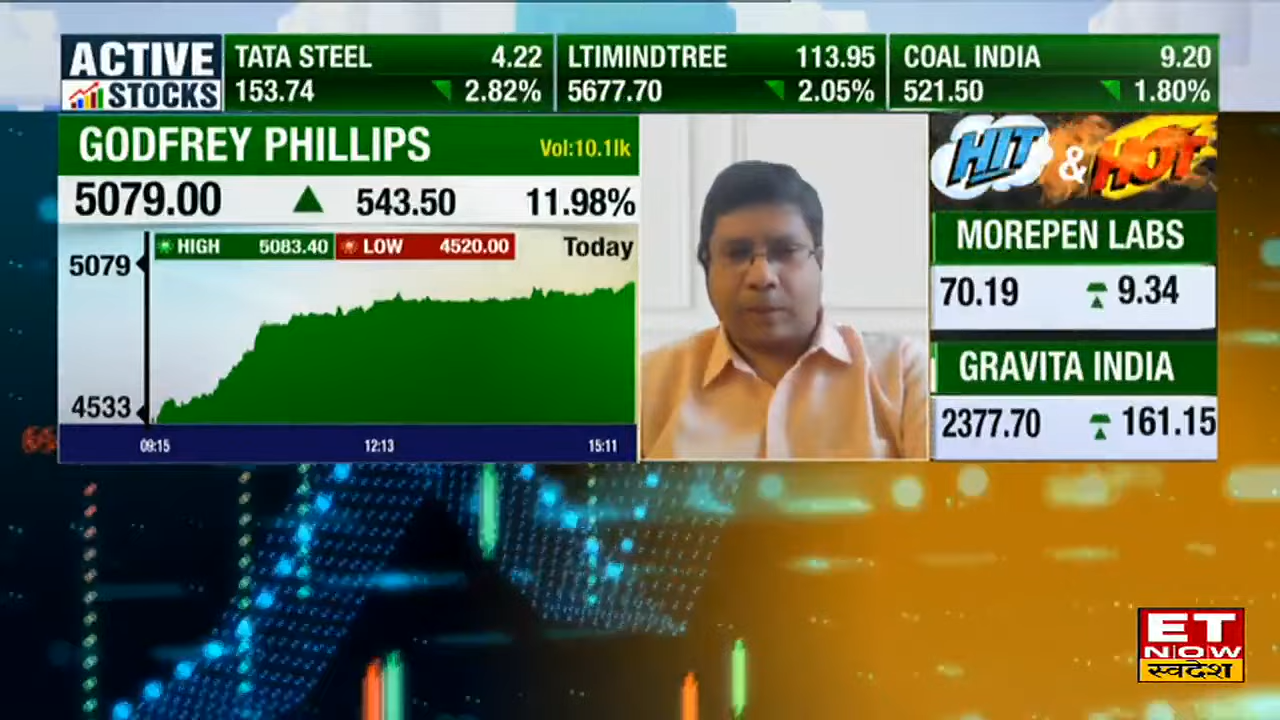 ACTIVE
STOCKS
TATA STEEL 4.22
153.74 2.82%
LTIMINDTREE 113.95
5677.70 2.05%
COAL INDIA 9.20
521.50 1.80%
GODFREY PHILLIPS Vol:10.1lk
5079.00 543.50 11.98%
HIGH 5083.40 LOW 4520.00 Today
5079
4533
09:15 12:13 15:11
HIT & HOT
MOREPEN LABS
70.19 9.34
GRAVITA INDIA
2377.70 161.15
ET
NOW
स्वदेश